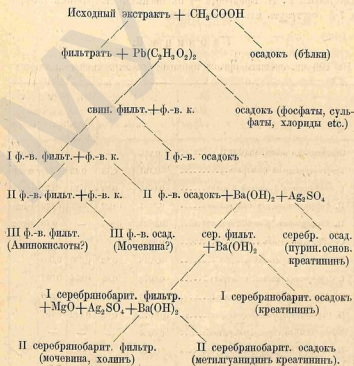 Исходный экстрактъ + CH₃COOH
фильтратъ + Pb(C₂H₃O₂)₂ осадокъ (бѣлки)
свин. фильт.+ф.-в. к. осадокъ (фосфаты, суль-
фаты, хлориды etc.)
I ф.-в. фильт.+ф.-в. к. I ф.-в. осадокъ
II ф.-в. фильт.+ф.-в. к. II ф.-в. осадокъ+Ba(OH)₂+Ag₂SO₄
III ф.-в. фильт. III ф.-в. осад. сер. фильт. серебр. осад.
(Аминокислоты?) (Мочевина?) +Ba(OH)₂ (пурин.основ.
креатининъ)
I серебрянобарит. фильтр. I серебрянобарит. осадокъ
+MgO+Ag₂SO₄+Ba(OH)₂ (креатининъ)
II серебрянобарит. фильтр. II серебрянобарит. осадокъ
(мочевина, холинъ) (метилгуанидинъ креатининъ).